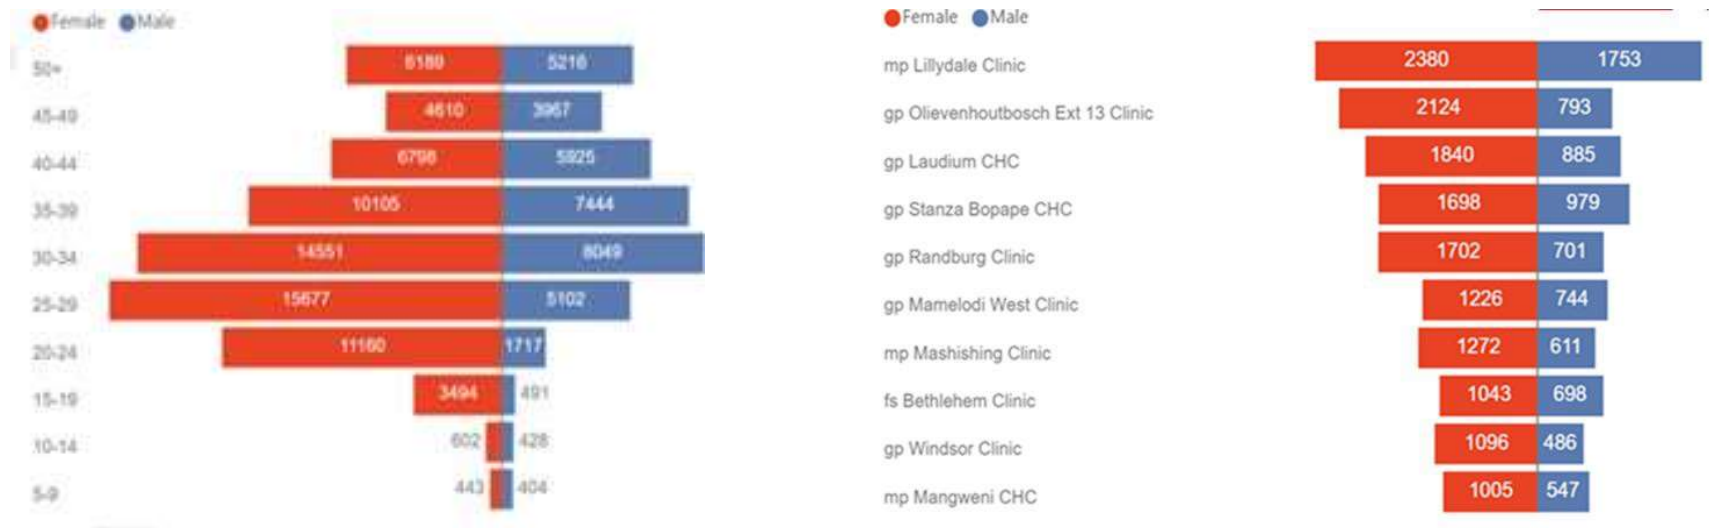 Female Male
50+ 6189 5216
45-49 4610 3967
40-44 6798 5925
35-39 10105 7444
30-34 14551 8049
25-29 15677 5102
20-24 11160 1717
15-19 3494 491
10-14 602 428
5-9 443 404
Female Male
mp Lillydale Clinic 2380 1753
gp Olievenhoutbosch Ext 13 Clinic 2124 793
gp Laudium CHC 1840 885
gp Stanza Bopape CHC 1698 979
gp Randburg Clinic 1702 701
gp Mamelodi West Clinic 1226 744
mp Mashishing Clinic 1272 611
fs Bethlehem Clinic 1043 698
gp Windsor Clinic 1096 486
mp Mangweni CHC 1005 547